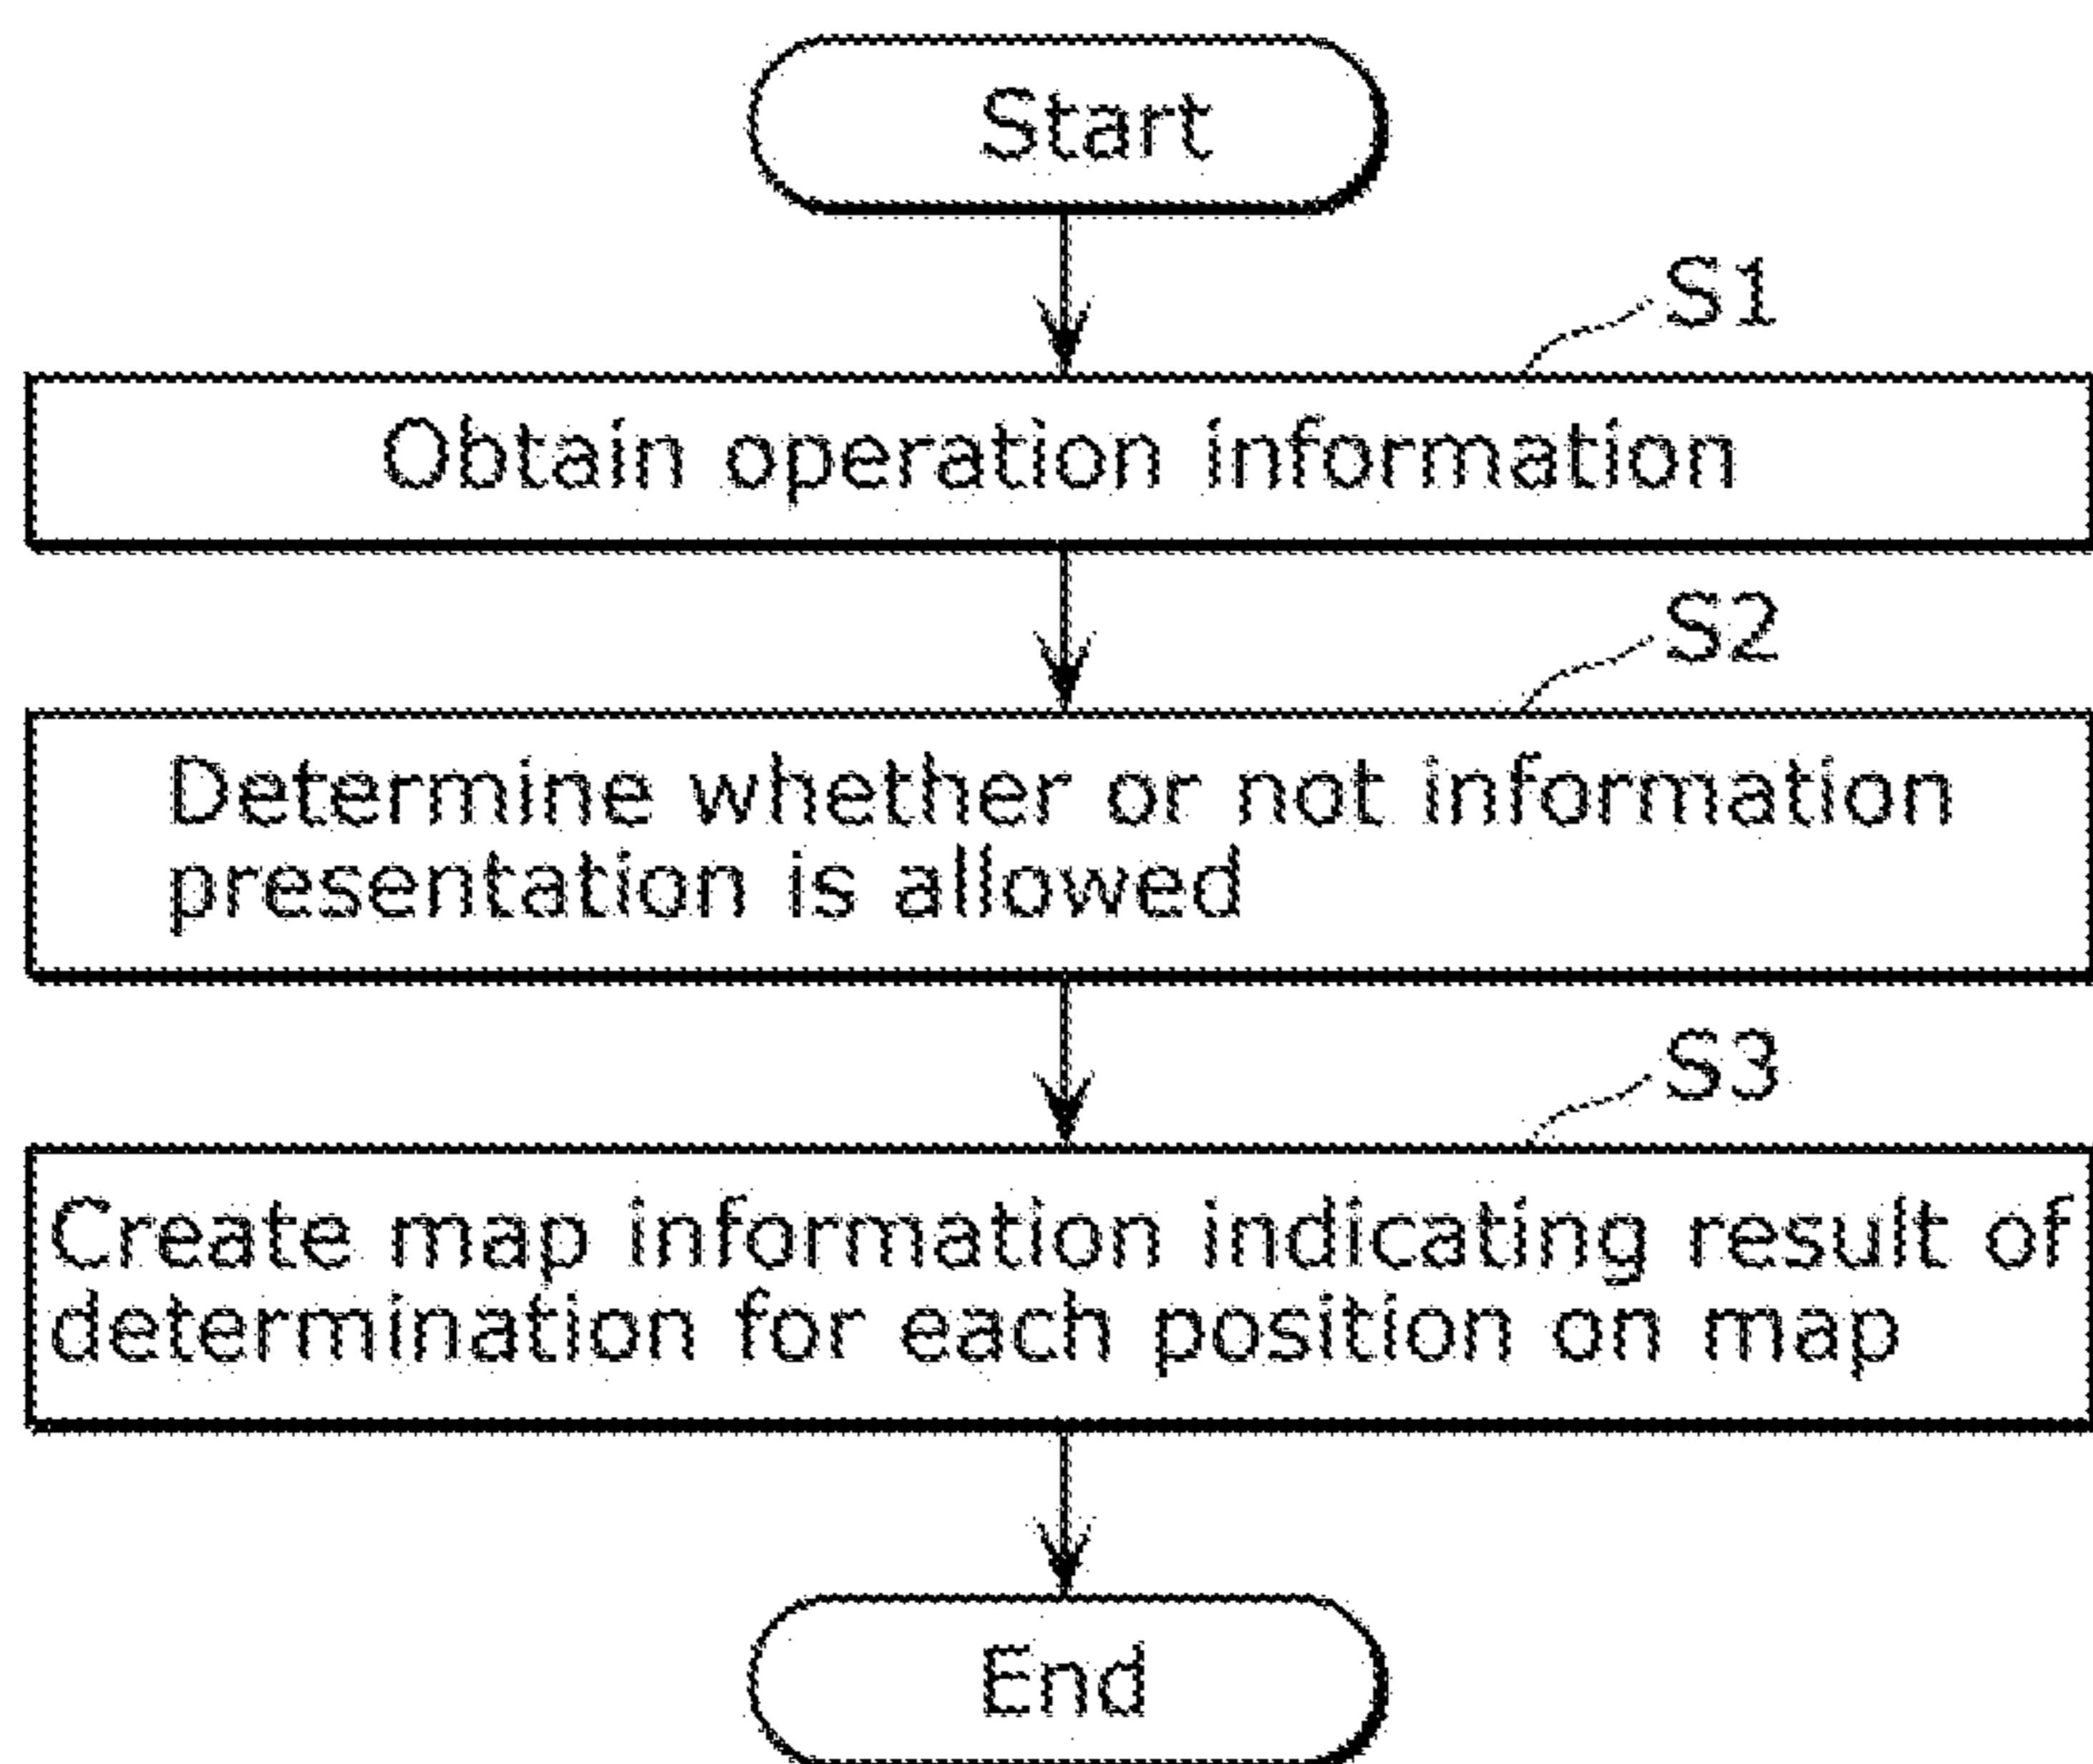 Start
S1
Obtain operation information
S2
Determine whether or not information
presentation is allowed
S3
Create map information indicating result of
determination for each position on map
End